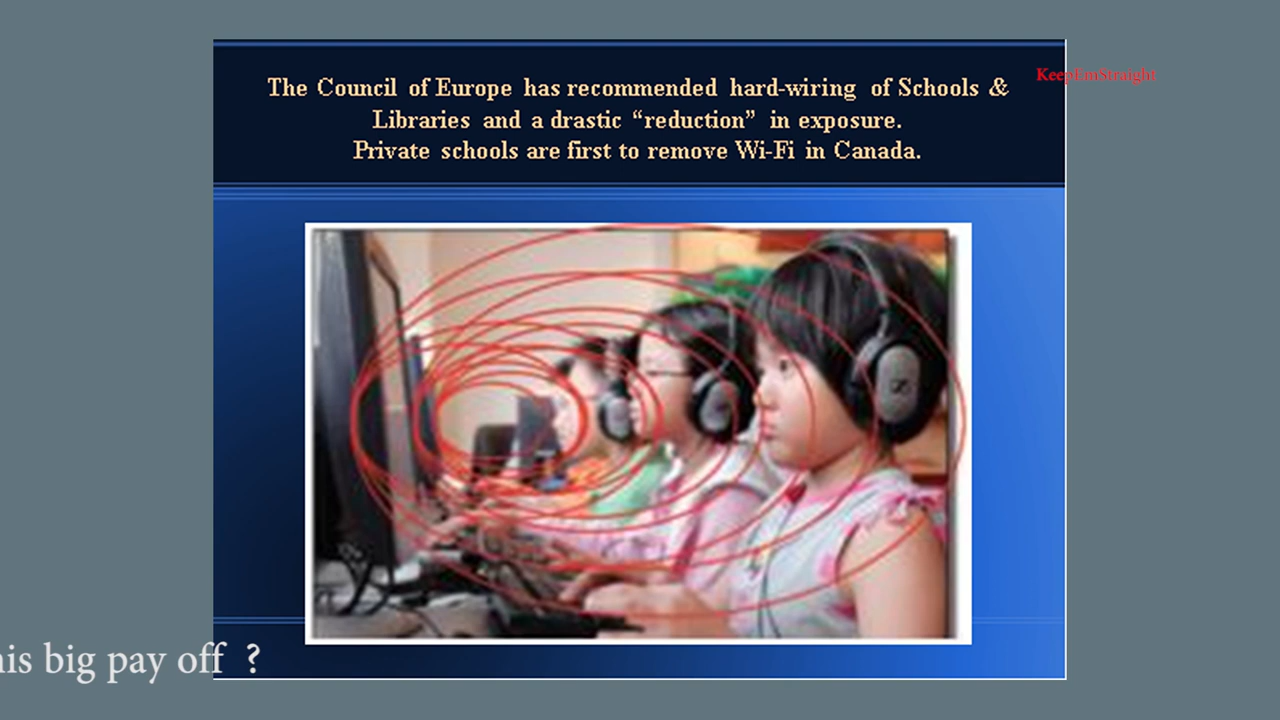 The Council of Europe has recommended hard-wiring of Schools &
Libraries and a drastic “reduction” in exposure.
Private schools are first to remove Wi-Fi in Canada.
KeepEmStraight
big pay off ?